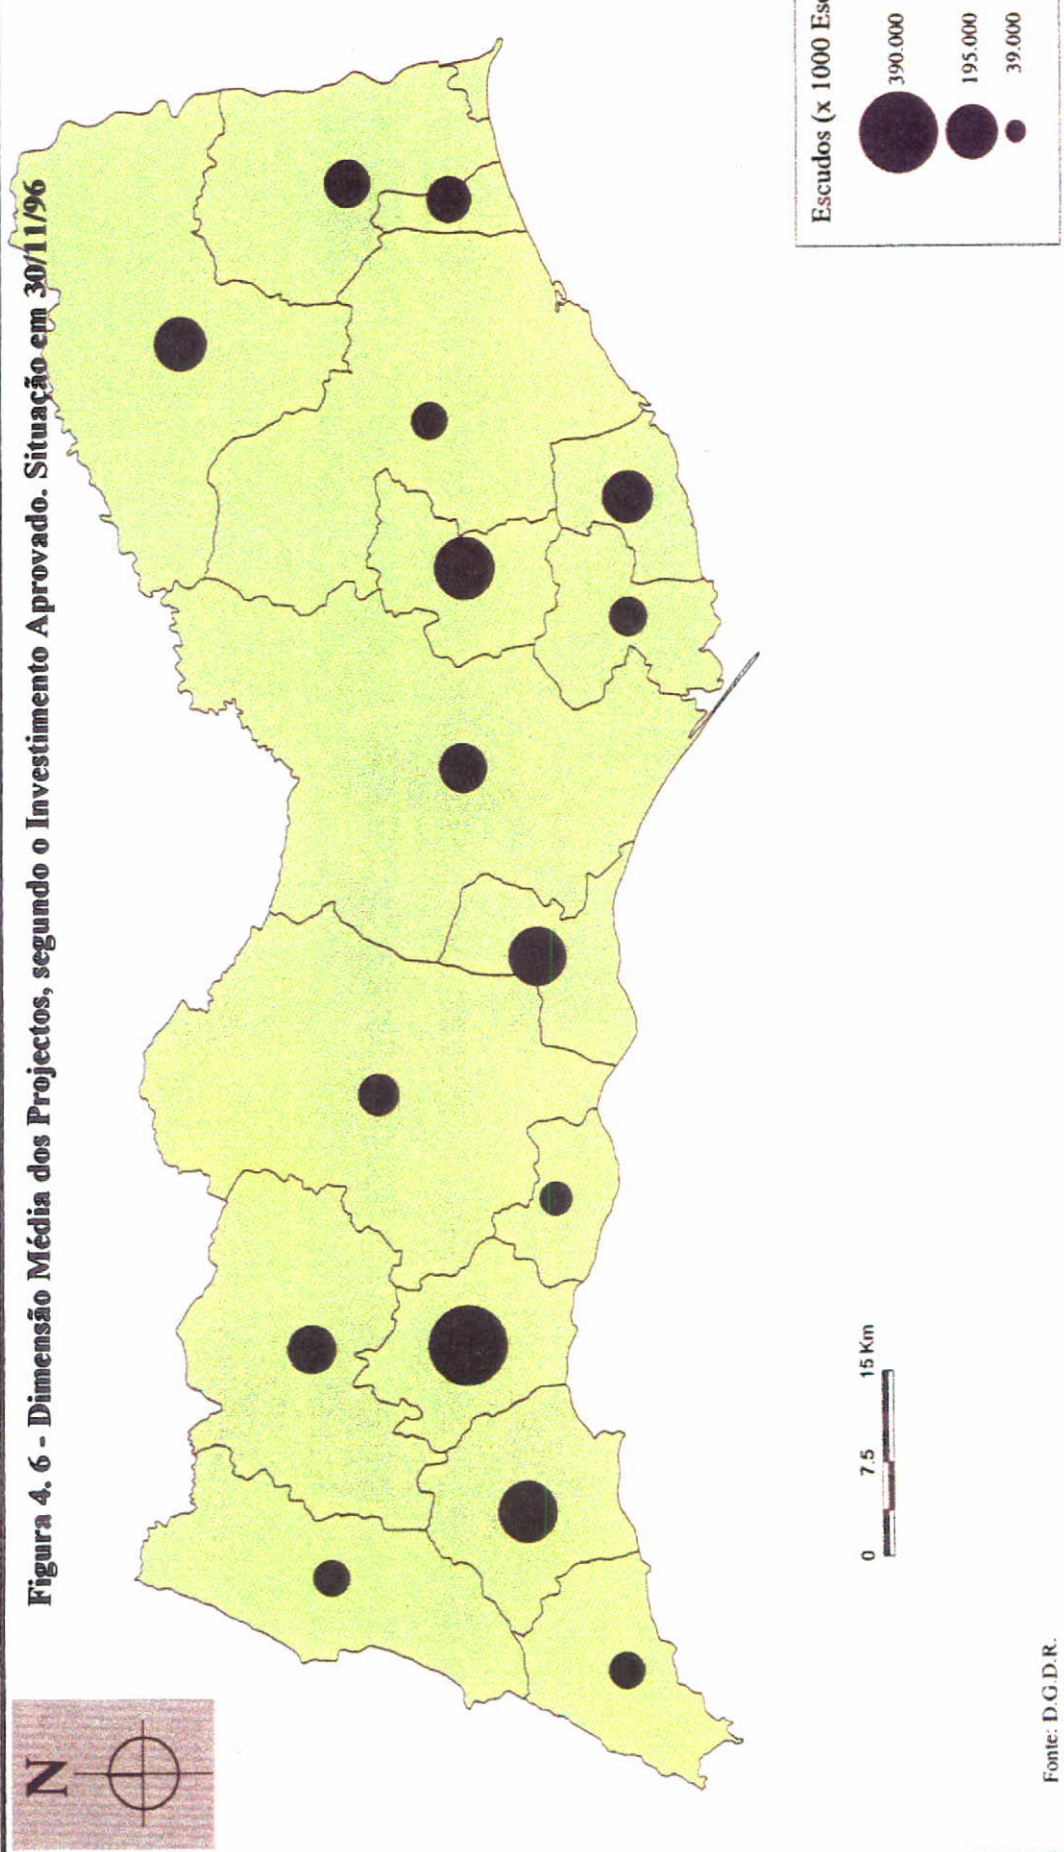 Figura 4. 6 - Dimensão Média dos Projectos, segundo o Investimento Aprovado. Situação em 30/11/96
N
0 7.5 15 Km
Escudos (x 1000
390.000
195.000
39.000
Fonte: D.G.D.R.